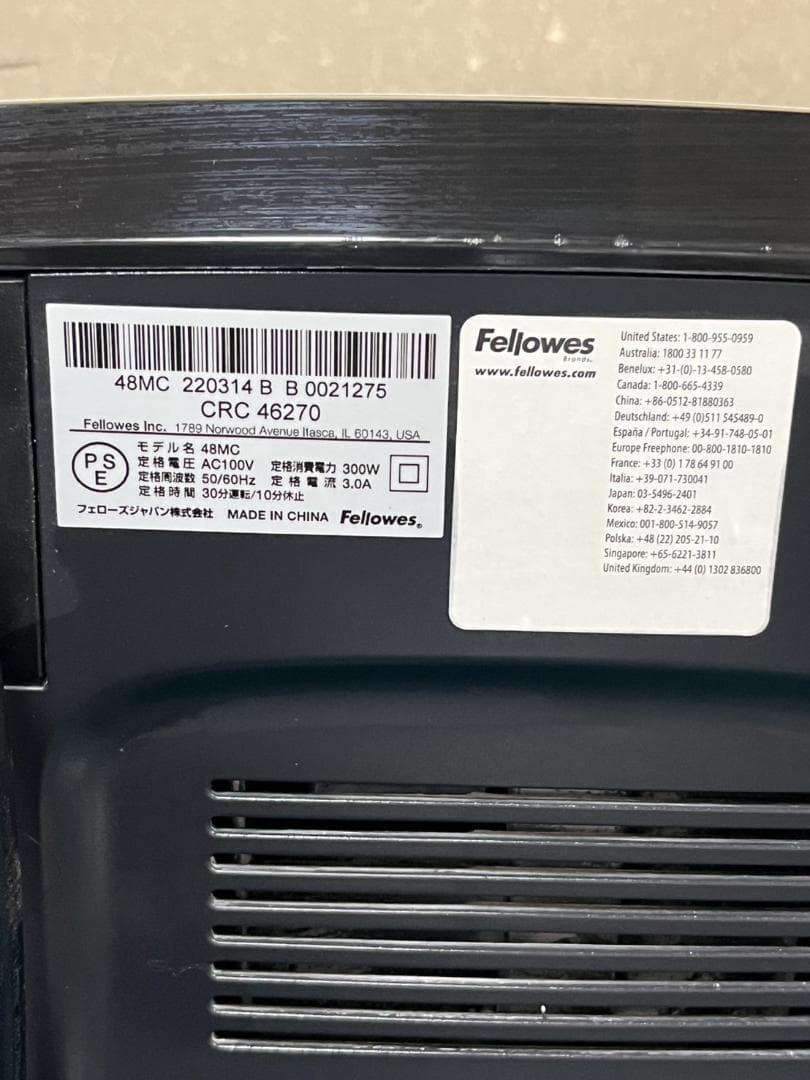 48MC 220314 B B 0021275
CRC 46270
Fellowes Inc. 1789 Norwood Avenue Itasca, IL 60143, USA
PSE
モデル名 48MC
定格電圧 AC100V 定格消費電力 300W
定格周波数 50/60Hz 定格電流 3.0A
定格時間 30分運転/10分休止
フェローズジャパン株式会社 MADE IN CHINA Fellowes®
Fellowes
Brands™
www.fellowes.com
United States: 1-800-955-0959
Australia: 1800 33 11 77
Benelux: +31-(0)-13-458-0580
Canada: 1-800-665-4339
China: +86-0512-81880363
Deutschland: +49 (0)511 545489-0
España / Portugal: +34-91-748-05-01
Europe Freephone: 00-800-1810-1810
France: +33 (0) 1 78 64 91 00
Italia: +39-071-730041
Japan: 03-5496-2401
Korea: +82-2-3462-2884
Mexico: 001-800-514-9057
Polska: +48 (22) 205-21-10
Singapore: +65-6221-3811
United Kingdom: +44 (0) 1302 836800